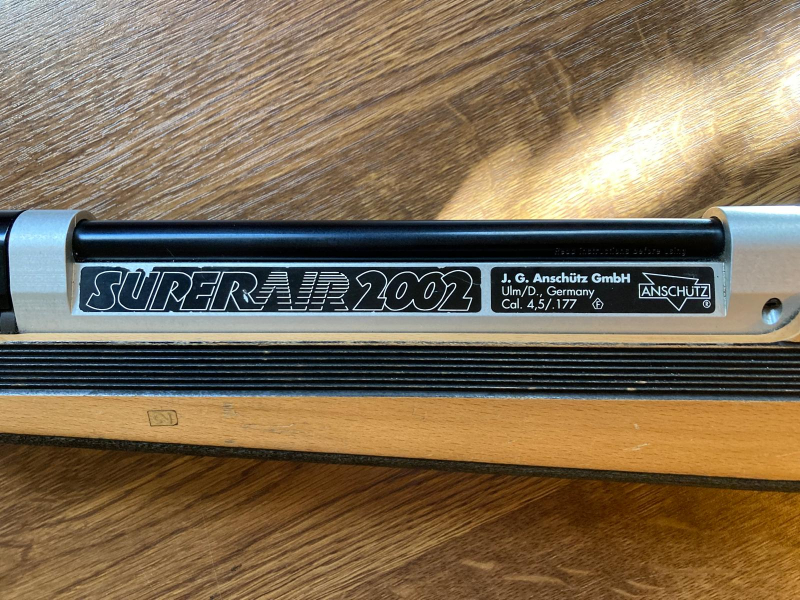 Read instructions before using
SUPERAIR 2002
J. G. Anschütz GmbH
Ulm/D., Germany
Cal. 4,5/.177 F
ANSCHÜTZ
®